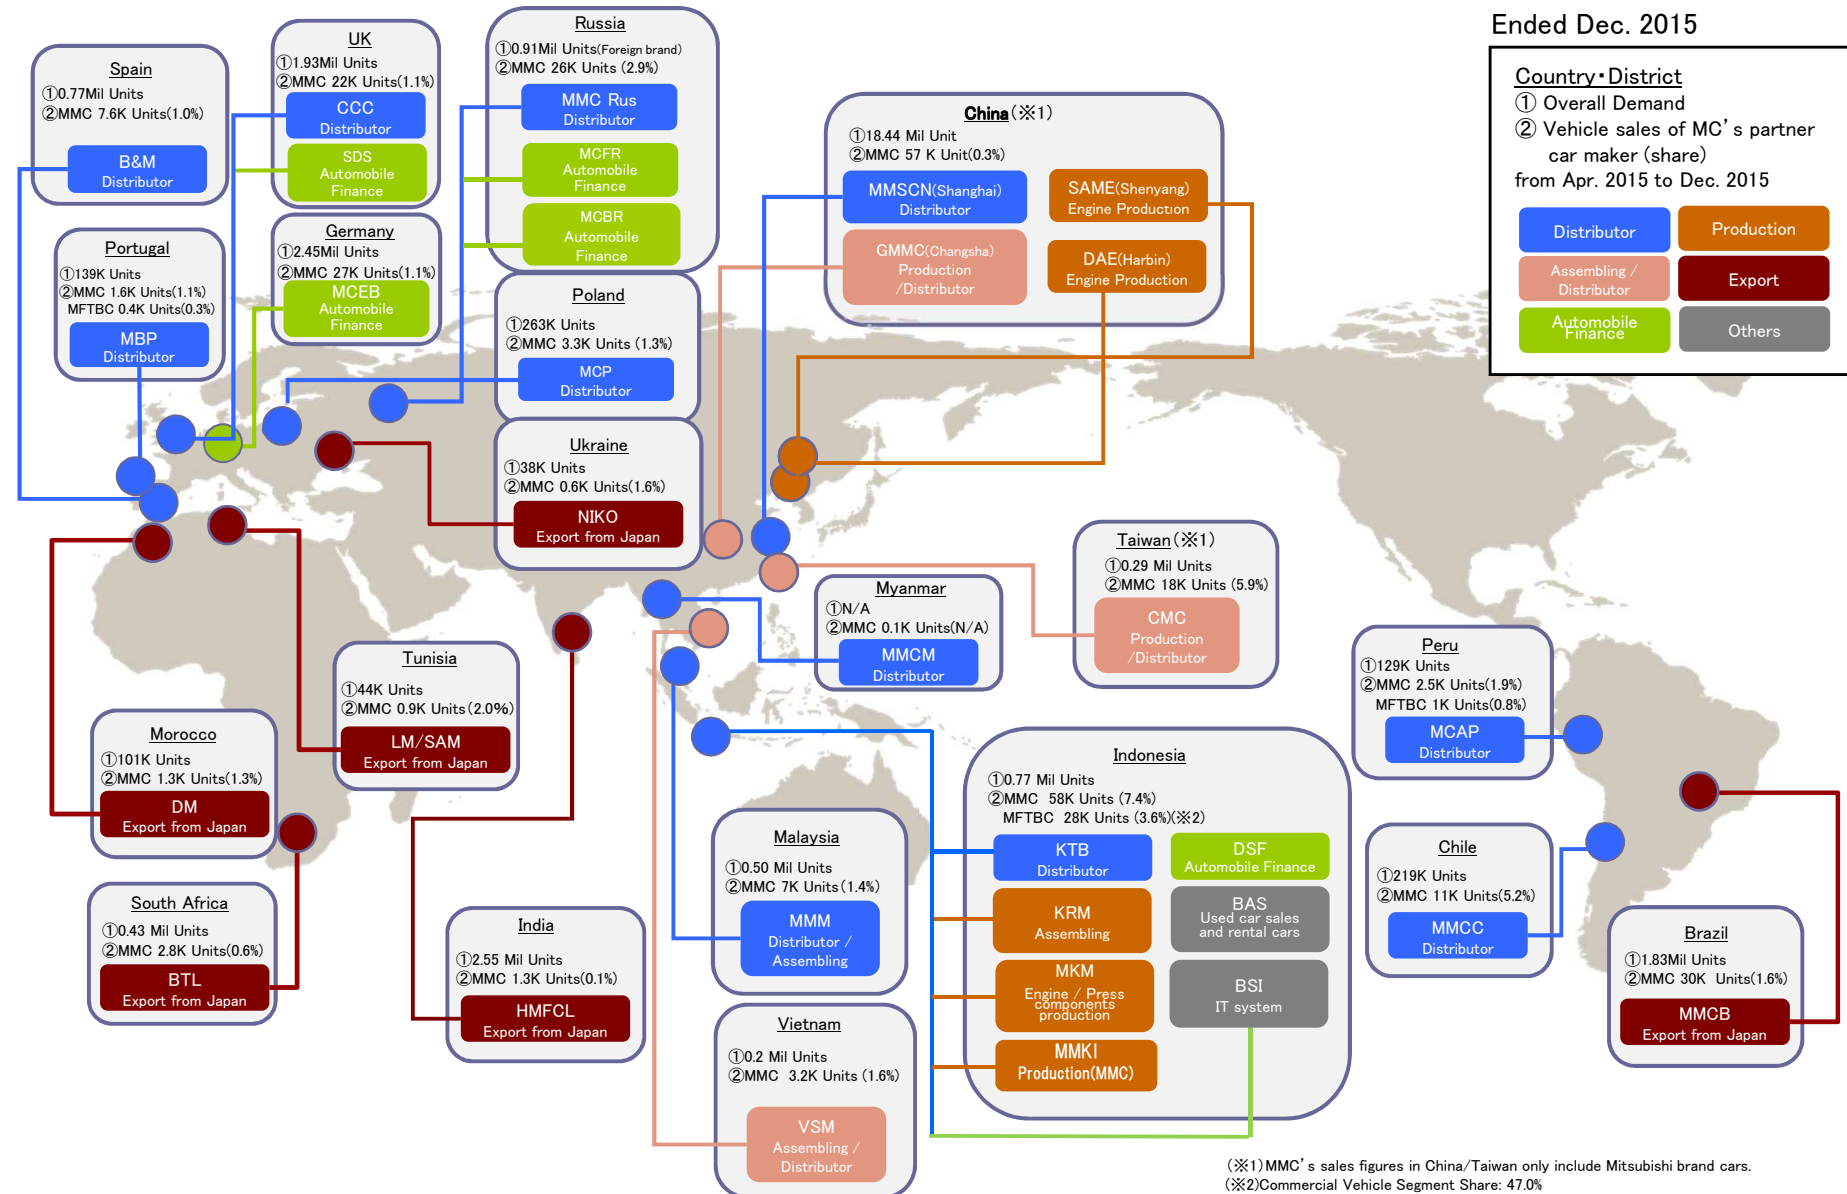 Ended Dec. 2015
Country・District
① Overall Demand
② Vehicle sales of MC's partner
car maker (share)
from Apr. 2015 to Dec. 2015
Distributor
Production
Assembling /
Distributor
Export
Automobile
Finance
Others
Spain
①0.77Mil Units
②MMC 7.6K Units(1.0%)
B&M
Distributor
UK
①1.93Mil Units
②MMC 22K Units(1.1%)
CCC
Distributor
SDS
Automobile
Finance
Russia
①0.91Mil Units(Foreign brand)
②MMC 26K Units (2.9%)
MMC Rus
Distributor
MCFR
Automobile
Finance
MCBR
Automobile
Finance
China(※1)
①18.44 Mil Unit
②MMC 57 K Unit(0.3%)
MMSCN(Shanghai)
Distributor
SAME(Shenyang)
Engine Production
GMMC(Changsha)
Production
/Distributor
DAE(Harbin)
Engine Production
Portugal
①139K Units
②MMC 1.6K Units(1.1%)
MFTBC 0.4K Units(0.3%)
MBP
Distributor
Germany
①2.45Mil Units
②MMC 27K Units(1.1%)
MCEB
Automobile
Finance
Poland
①263K Units
②MMC 3.3K Units (1.3%)
MCP
Distributor
Ukraine
①38K Units
②MMC 0.6K Units(1.6%)
NIKO
Export from Japan
Taiwan(※1)
①0.29 Mil Units
②MMC 18K Units (5.9%)
CMC
Production
/Distributor
Myanmar
①N/A
②MMC 0.1K Units(N/A)
MMCM
Distributor
Tunisia
①44K Units
②MMC 0.9K Units(2.0%)
LM/SAM
Export from Japan
Morocco
①101K Units
②MMC 1.3K Units(1.3%)
DM
Export from Japan
South Africa
①0.43 Mil Units
②MMC 2.8K Units(0.6%)
BTL
Export from Japan
India
①2.55 Mil Units
②MMC 1.3K Units(0.1%)
HMFCL
Export from Japan
Malaysia
①0.50 Mil Units
②MMC 7K Units(1.4%)
MMM
Distributor /
Assembling
Vietnam
①0.2 Mil Units
②MMC 3.2K Units (1.6%)
VSM
Assembling /
Distributor
Indonesia
①0.77 Mil Units
②MMC 58K Units (7.4%)
MFTBC 28K Units (3.6%)(※2)
KTB
Distributor
DSF
Automobile Finance
KRM
Assembling
BAS
Used car sales
and rental cars
MKM
Engine / Press
components
production
BSI
IT system
MMKI
Production(MMC)
Peru
①129K Units
②MMC 2.5K Units(1.9%)
MFTBC 1K Units(0.8%)
MCAP
Distributor
Chile
①219K Units
②MMC 11K Units(5.2%)
MMCC
Distributor
Brazil
①1.83Mil Units
②MMC 30K Units(1.6%)
MMCB
Export from Japan
(※1)MMC's sales figures in China/Taiwan only include Mitsubishi brand cars.
(※2)Commercial Vehicle Segment Share: 47.0%